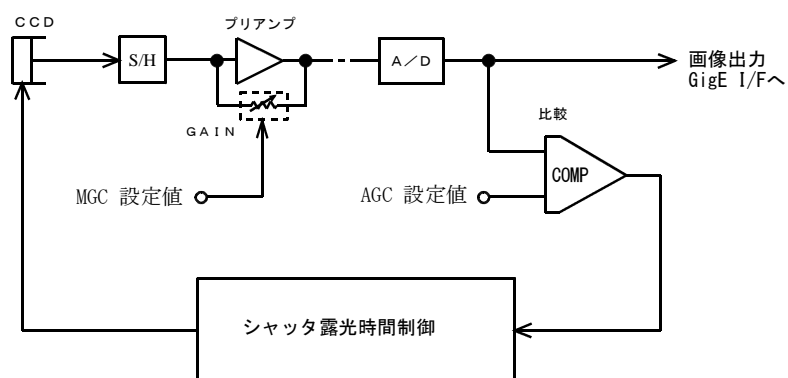 CCD
プリアンプ
S/H
A/D
画像出力
GigE I/Fへ
GAIN
比較
COMP
MGC 設定値
AGC 設定値
シャッタ露光時間制御